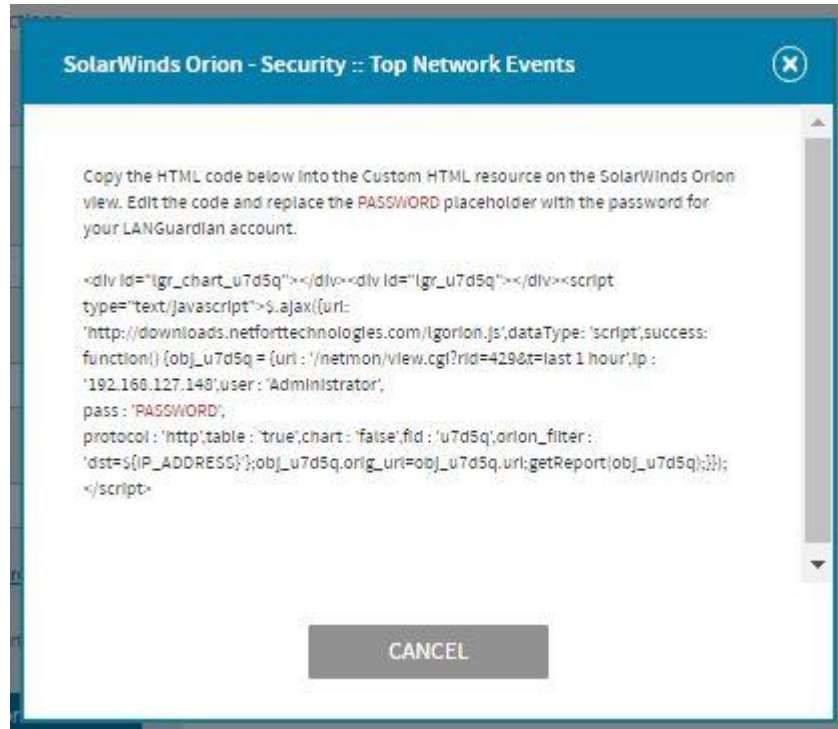 SolarWinds Orion - Security :: Top Network Events
Copy the HTML code below into the Custom HTML resource on the SolarWinds Orion
view. Edit the code and replace the PASSWORD placeholder with the password for
your LANGuardian account.
<div id="lgr_chart_u7d5q"></div><div id="lgr_u7d5q"></div><script
type="text/javascript">$.ajax({url:
'http://downloads.netforttechnologies.com/lgorion.js',dataType: 'script',success:
function() {obj_u7d5q = {url : '/netmon/view.cgi?rid=429&t=last 1 hour',ip :
'192.168.127.148',user : 'Administrator',
pass : 'PASSWORD',
protocol : 'http',table : 'true',chart : 'false',fid : 'u7d5q',orion_filter :
'dst=${IP_ADDRESS}'};obj_u7d5q.orig_url=obj_u7d5q.url;getReport(obj_u7d5q);}});
</script>
CANCEL